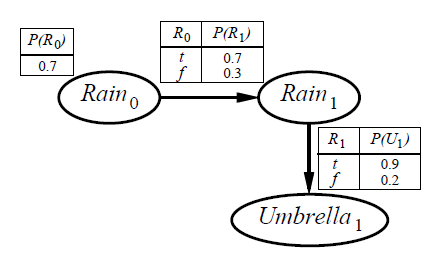 P(R0)
0.7
R0 P(R1)
t 0.7
f 0.3
Rain0
Rain1
R1 P(U1)
t 0.9
f 0.2
Umbrella1